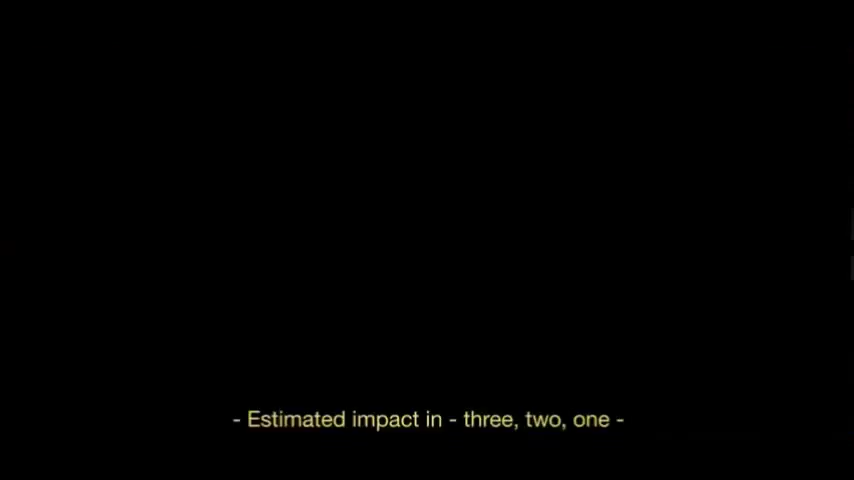 - Estimated impact in - three, two, one -